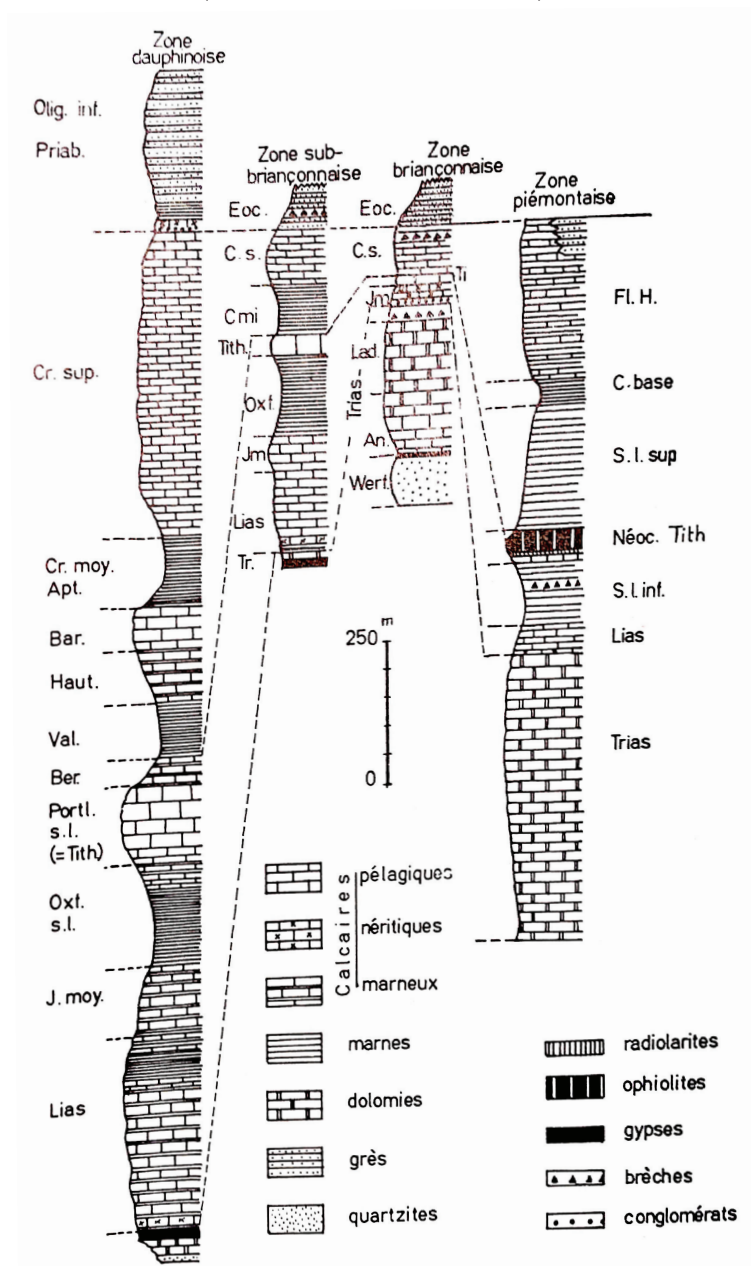 Zone
dauphinoise
Olig. inf.
Priab.
Cr. sup.
Cr. moy.
Apt.
Bar.
Haut.
Val.
Ber.
Portl.
s.l.
(=Tith)
Oxf.
s.l.
J. moy.
Lias
Zone sub-
briançonnaise
Eoc.
C. s.
C mi
Tith.
Oxf.
Jm
Lias
Tr.
Zone
briançonnaise
Eoc.
C.s.
Ti
Jm
Lad.
Trias
An.
Werf.
Zone
piémontaise
Fl. H.
C. base
S.l. sup
Néoc. Tith
S.l. inf.
Lias
Trias
m
250
0
Calcaires
pélagiques
néritiques
marneux
marnes
dolomies
grès
quartzites
radiolarites
ophiolites
gypses
brèches
conglomérats